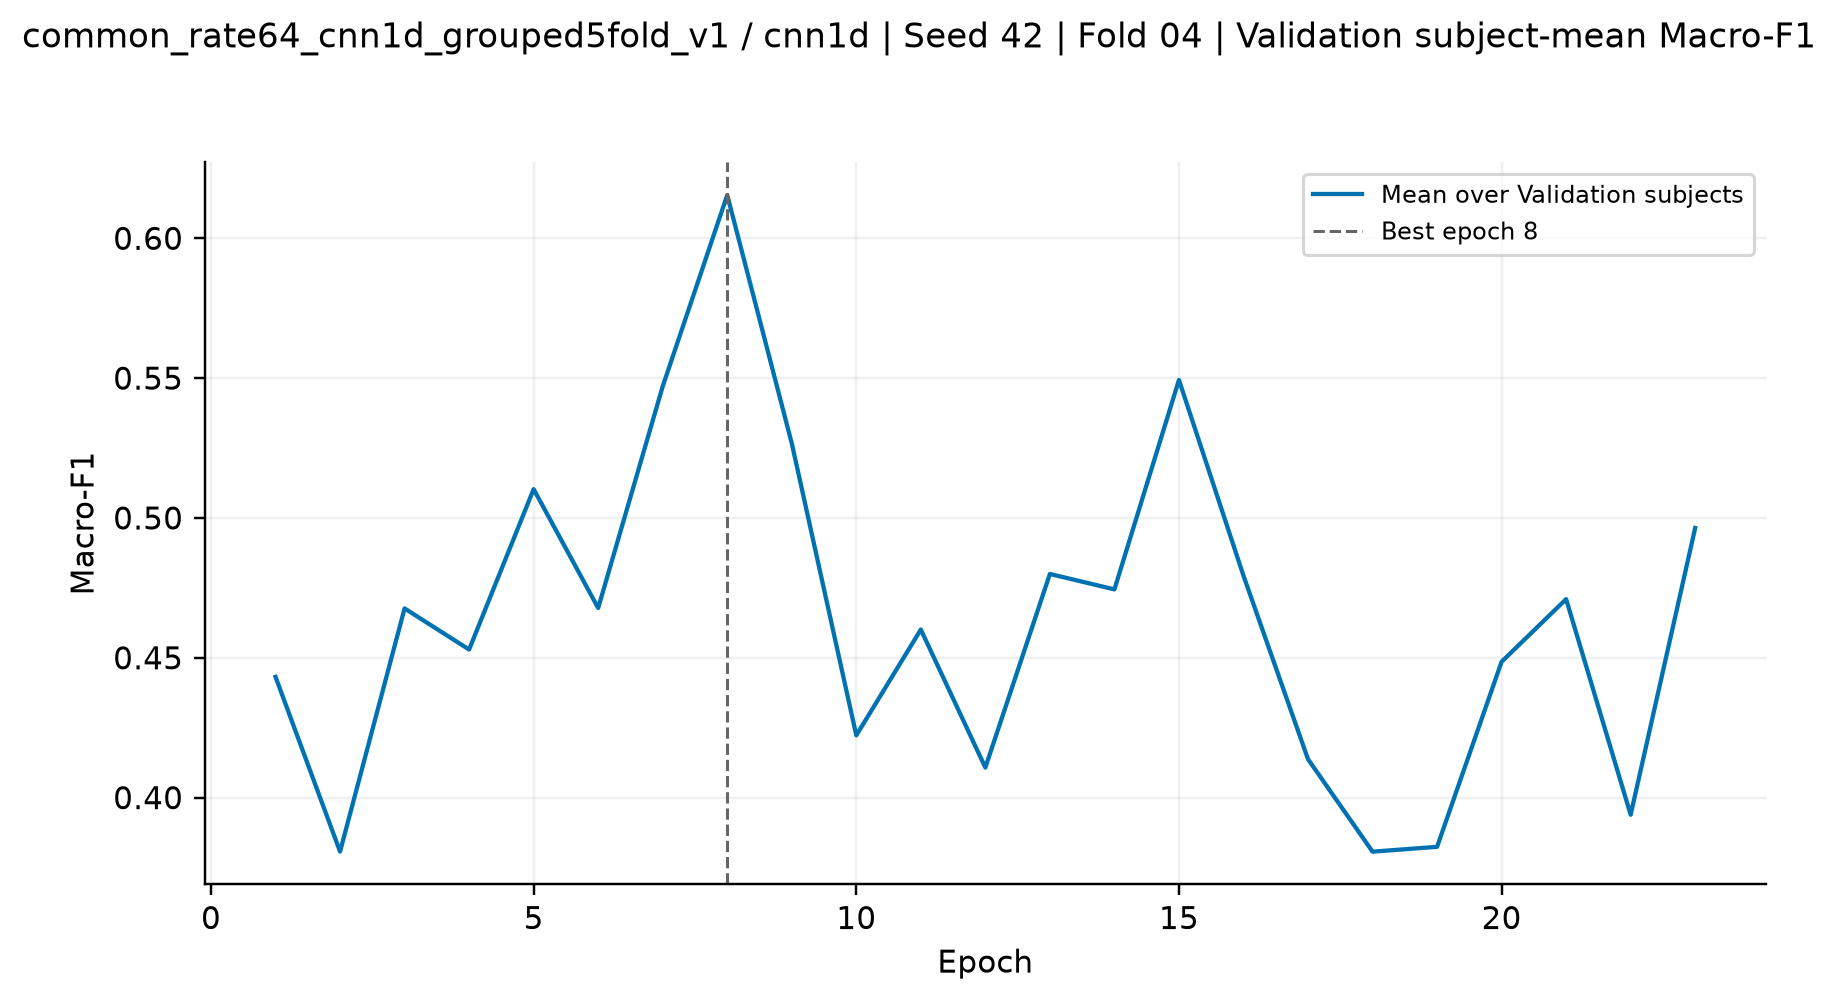 common_rate64_cnn1d_grouped5fold_v1 / cnn1d | Seed 42 | Fold 04 | Validation subject-mean Macro-F1
Mean over Validation subjects
Best epoch 8
0.60
0.55
0.50
0.45
0.40
Macro-F1
0 5 10 15 20
Epoch